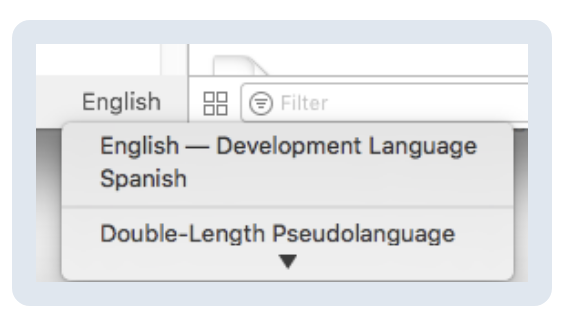 English
Filter
English — Development Language
Spanish
Double-Length Pseudolanguage